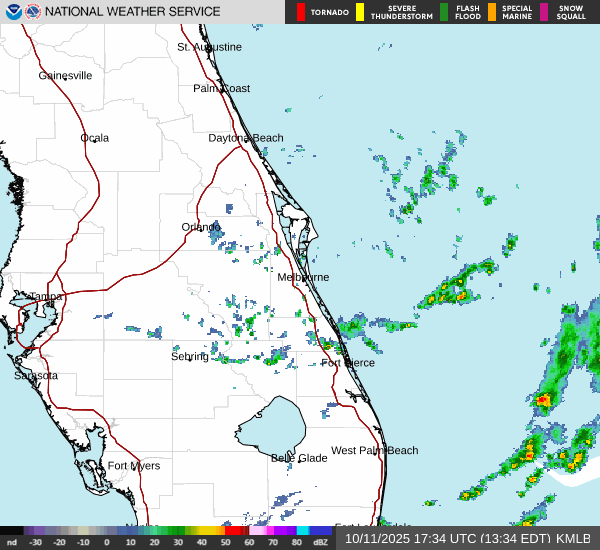 NATIONAL WEATHER SERVICE
TORNADO
SEVERE THUNDERSTORM
FLASH FLOOD
SPECIAL MARINE
SNOW SQUALL
St. Augustine
Gainesville
Palm Coast
Ocala
Daytona Beach
Orlando
Melbourne
Tampa
Sebring
Fort Pierce
Sarasota
West Palm Beach
Belle Glade
Fort Myers
nd -30 -20 -10 0 10 20 30 40 50 60 70 80 dBZ
10/11/2025 17:34 UTC (13:34 EDT) KMLB